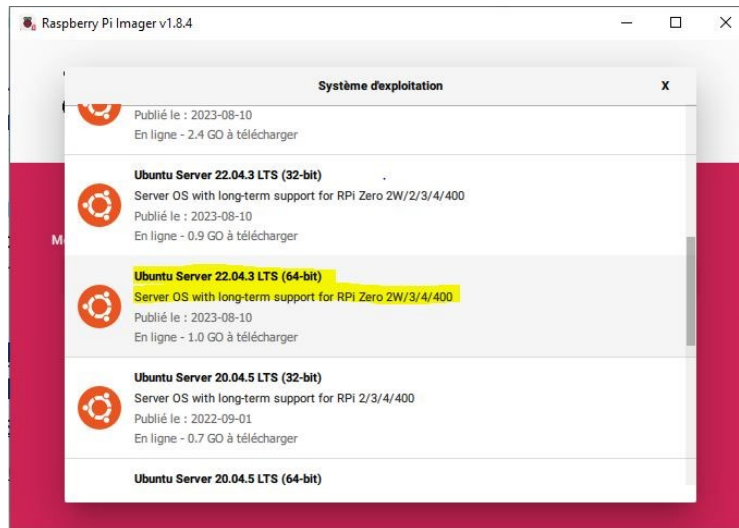 Raspberry Pi Imager v1.8.4
Système d'exploitation
X
Publié le : 2023-08-10
En ligne - 2.4 GO à télécharger
Ubuntu Server 22.04.3 LTS (32-bit)
Server OS with long-term support for RPi Zero 2W/2/3/4/400
Publié le : 2023-08-10
En ligne - 0.9 GO à télécharger
Ubuntu Server 22.04.3 LTS (64-bit)
Server OS with long-term support for RPi Zero 2W/3/4/400
Publié le : 2023-08-10
En ligne - 1.0 GO à télécharger
Ubuntu Server 20.04.5 LTS (32-bit)
Server OS with long-term support for RPi 2/3/4/400
Publié le : 2022-09-01
En ligne - 0.7 GO à télécharger
Ubuntu Server 20.04.5 LTS (64-bit)